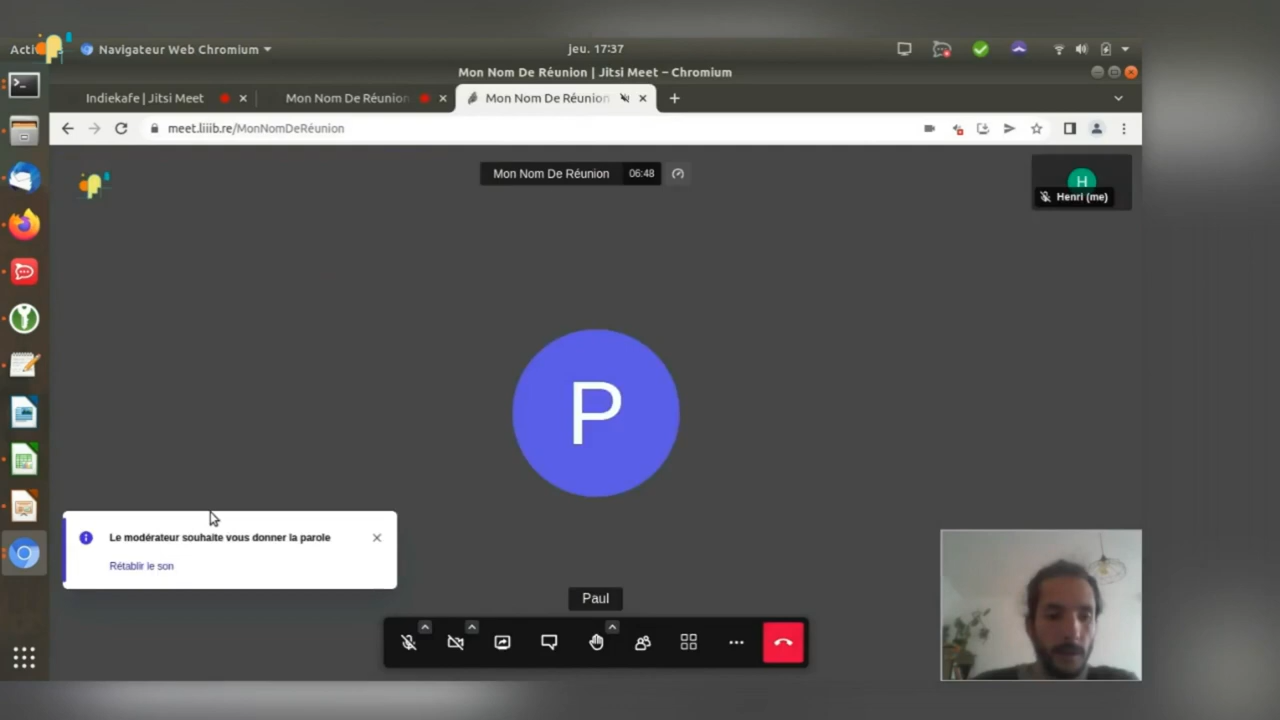 Acti
Navigateur Web Chromium
jeu. 17:37
Mon Nom De Réunion | Jitsi Meet – Chromium
Indiekafe | Jitsi Meet
Mon Nom De Réunion
Mon Nom De Réunion
meet.liiib.re/MonNomDeRéunion
Mon Nom De Réunion 06:48
H
Henri (me)
P
Le modérateur souhaite vous donner la parole
Rétablir le son
Paul